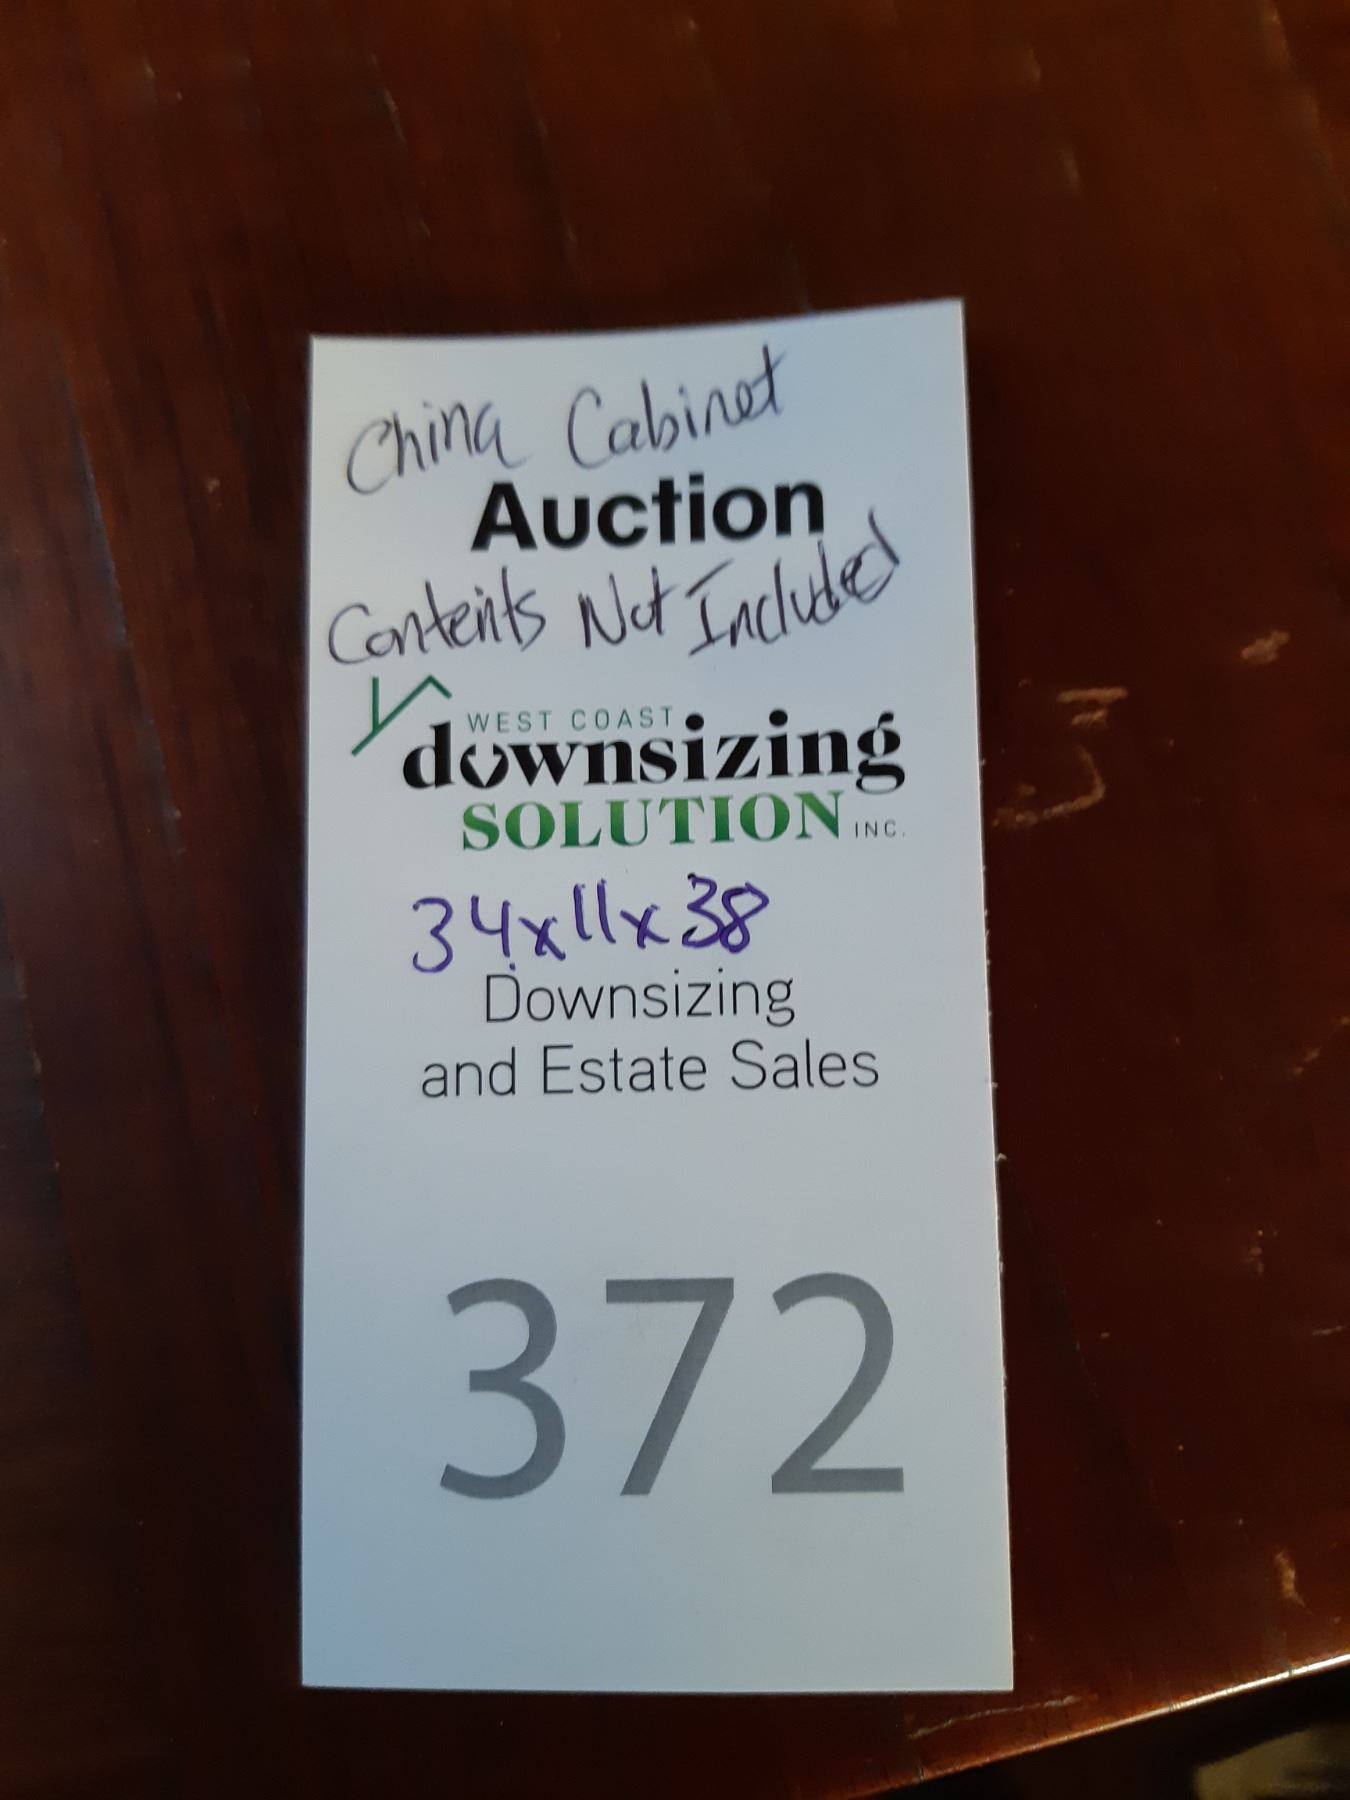 China Cabinet
Auction
Contents Not Included
WEST COAST
downsizing
SOLUTION INC.
34x11x38
Downsizing
and Estate Sales
372